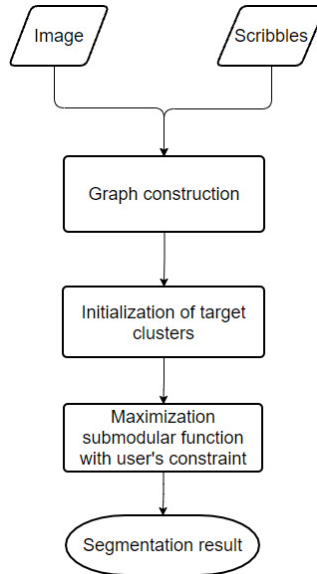 Image
Scribbles
Graph construction
Initialization of target
clusters
Maximization
submodular function
with user's constraint
Segmentation result